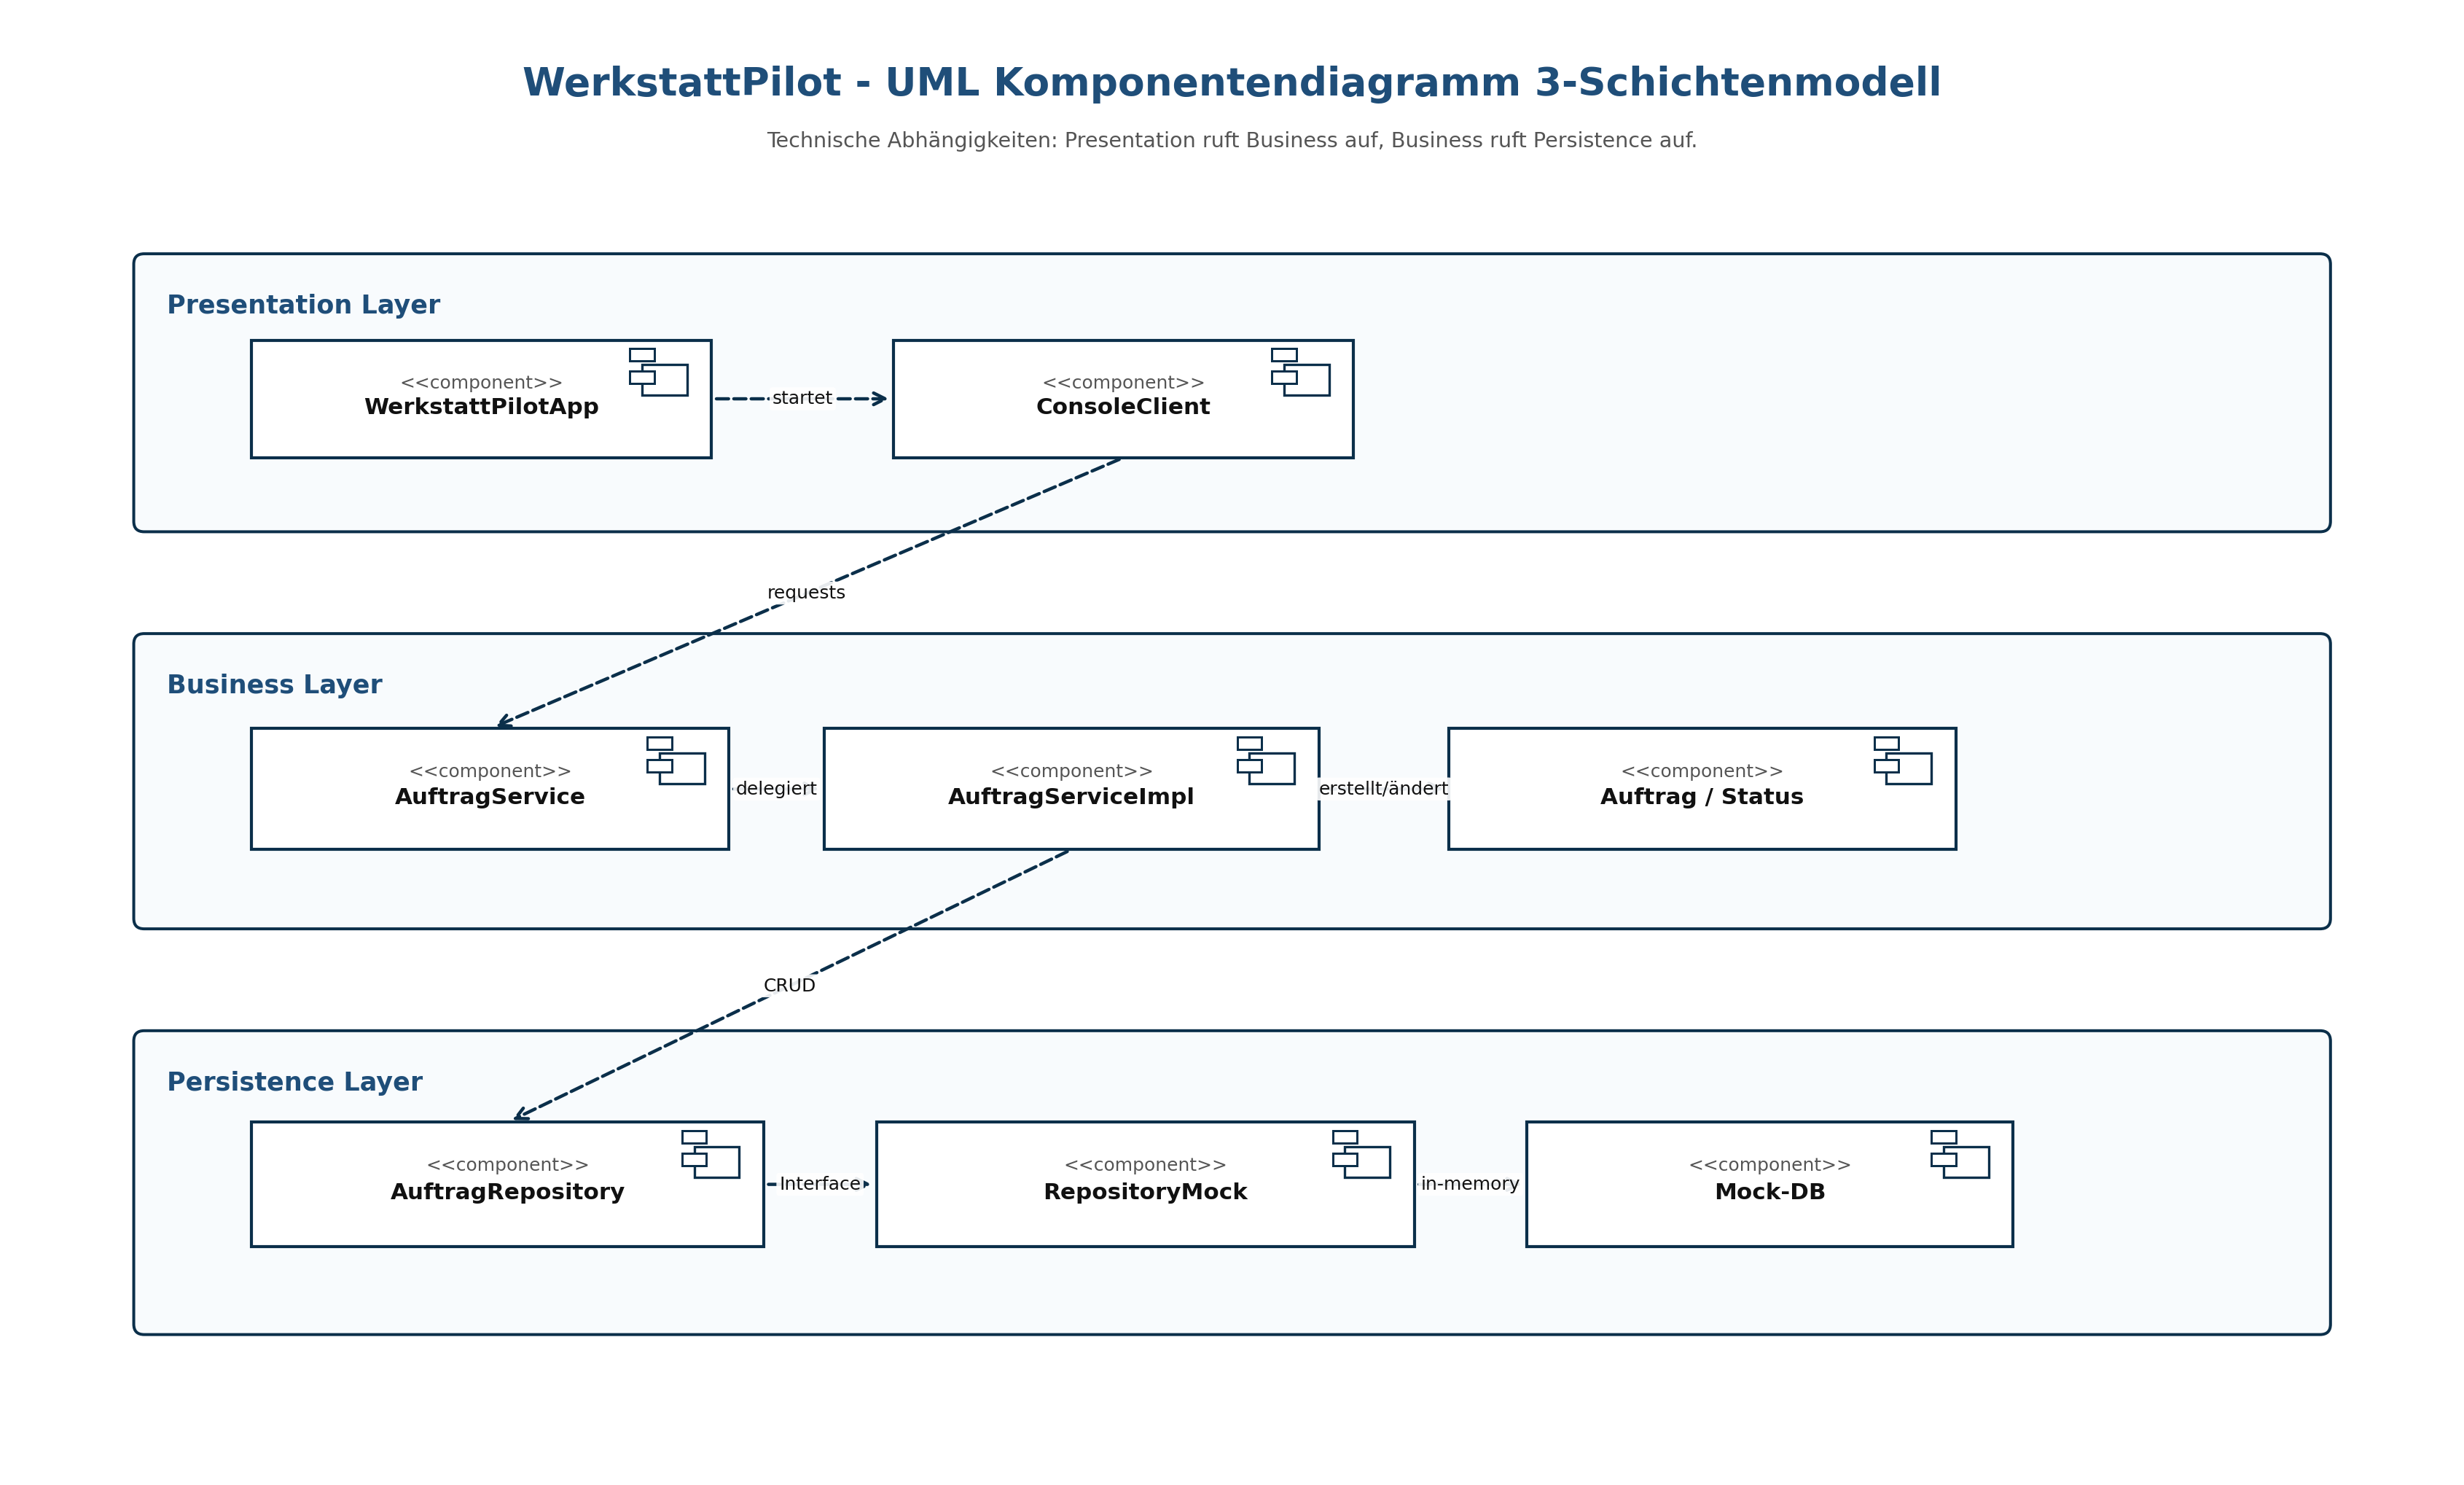 WerkstattPilot - UML Komponentendiagramm 3-Schichtenmodell
Technische Abhängigkeiten: Presentation ruft Business auf, Business ruft Persistence auf.
Presentation Layer
<<component>>
WerkstattPilotApp
startet
<<component>>
ConsoleClient
requests
Business Layer
<<component>>
AuftragService
delegiert
<<component>>
AuftragServiceImpl
erstellt/ändert
<<component>>
Auftrag / Status
CRUD
Persistence Layer
<<component>>
AuftragRepository
Interface
<<component>>
RepositoryMock
in-memory
<<component>>
Mock-DB